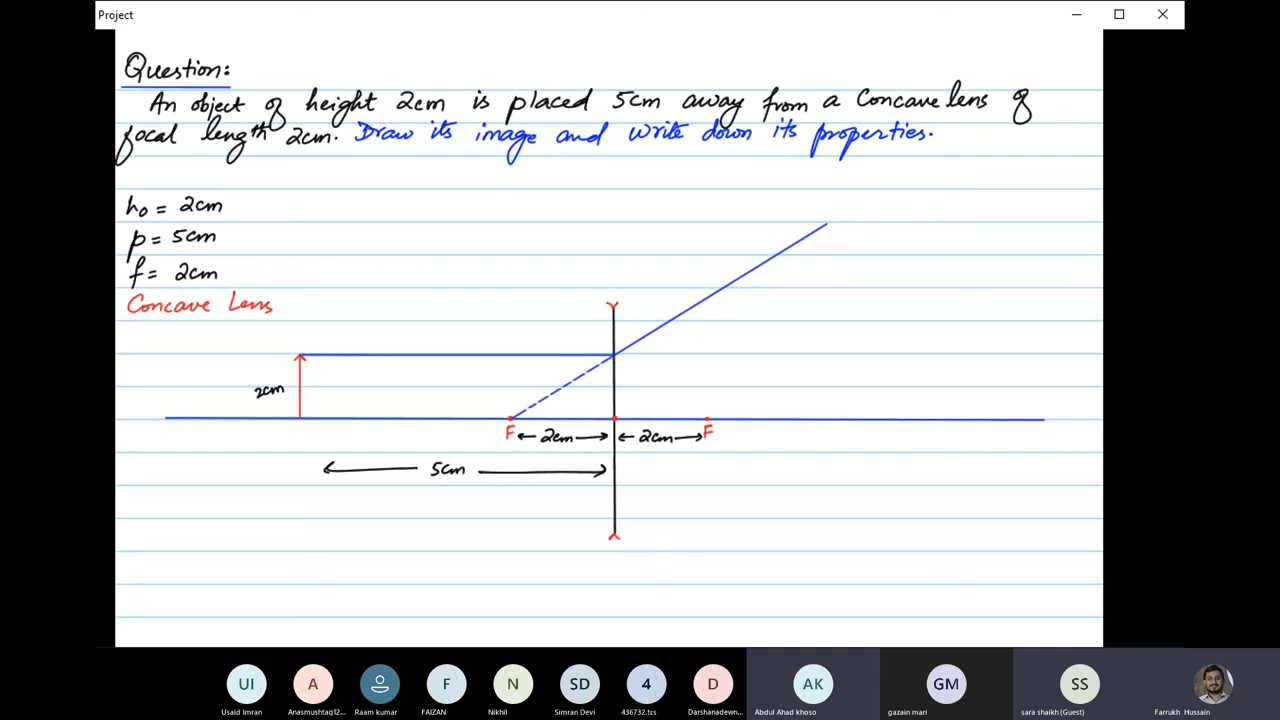 Project
Question:
An object of height 2cm is placed 5cm away from a Concave lens of
focal length 2cm. Draw its image and write down its properties.
h₀ = 2cm
p = 5cm
f = 2cm
Concave Lens
2cm
F 2cm 2cm F
5cm
UI A F N SD 4 D AK GM SS
Usaid Imran Anasmushtaq12... Raam kumar FAIZAN Nikhil Simran Devi 436732.tcs Darshanadewn... Abdul Ahad khoso gazain mari sara shaikh (Guest) Farrukh Hussain